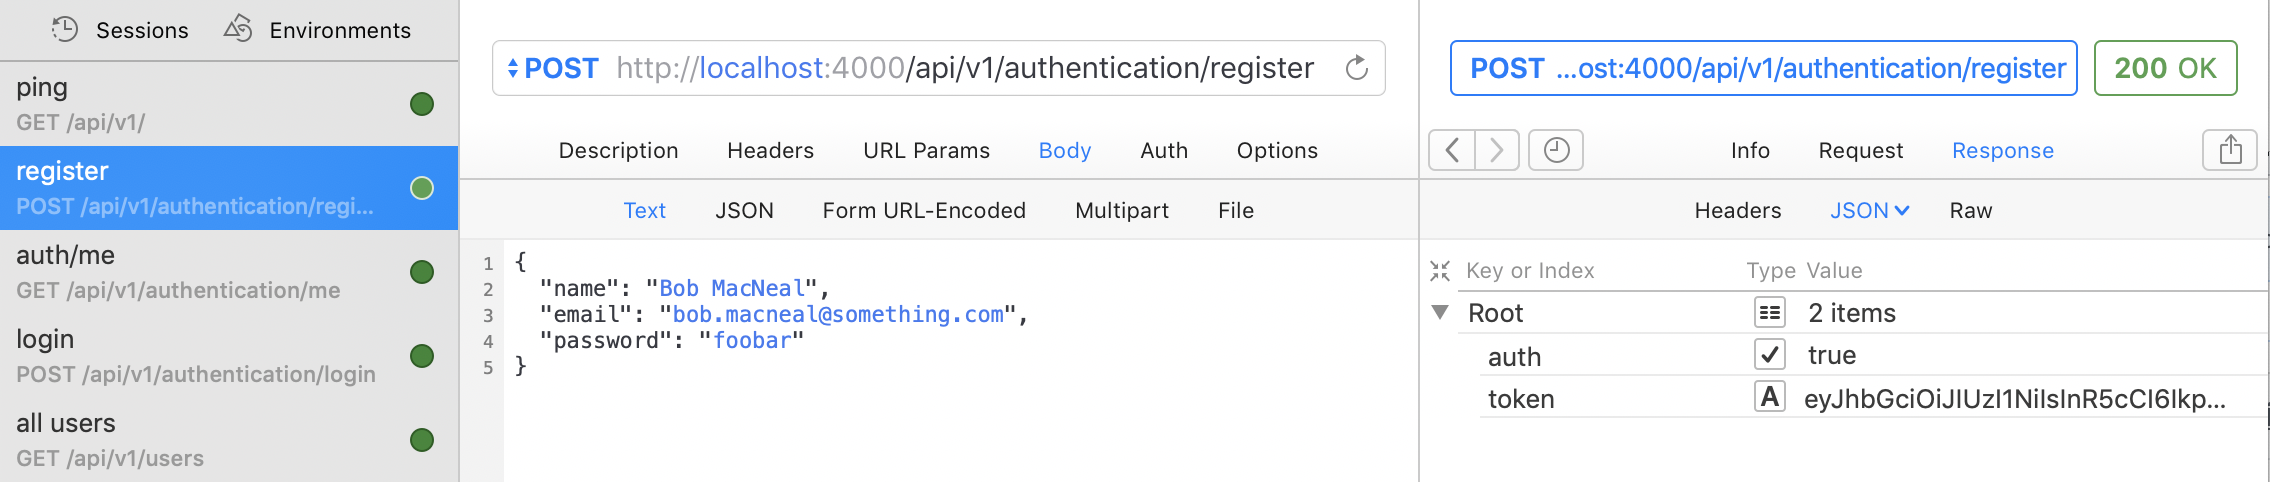 Sessions Environments
ping
GET /api/v1/
register
POST /api/v1/authentication/regi...
auth/me
GET /api/v1/authentication/me
login
POST /api/v1/authentication/login
all users
GET /api/v1/users
POST http://localhost:4000/api/v1/authentication/register
Description Headers URL Params Body Auth Options
Text JSON Form URL-Encoded Multipart File
1 {
2 "name": "Bob MacNeal",
3 "email": "bob.macneal@something.com",
4 "password": "foobar"
5 }
POST ...ost:4000/api/v1/authentication/register 200 OK
Info Request Response
Headers JSON Raw
Key or Index Type Value
Root 2 items
auth true
token A eyJhbGciOiJIUzI1NiIsInR5cCI6Ikp...